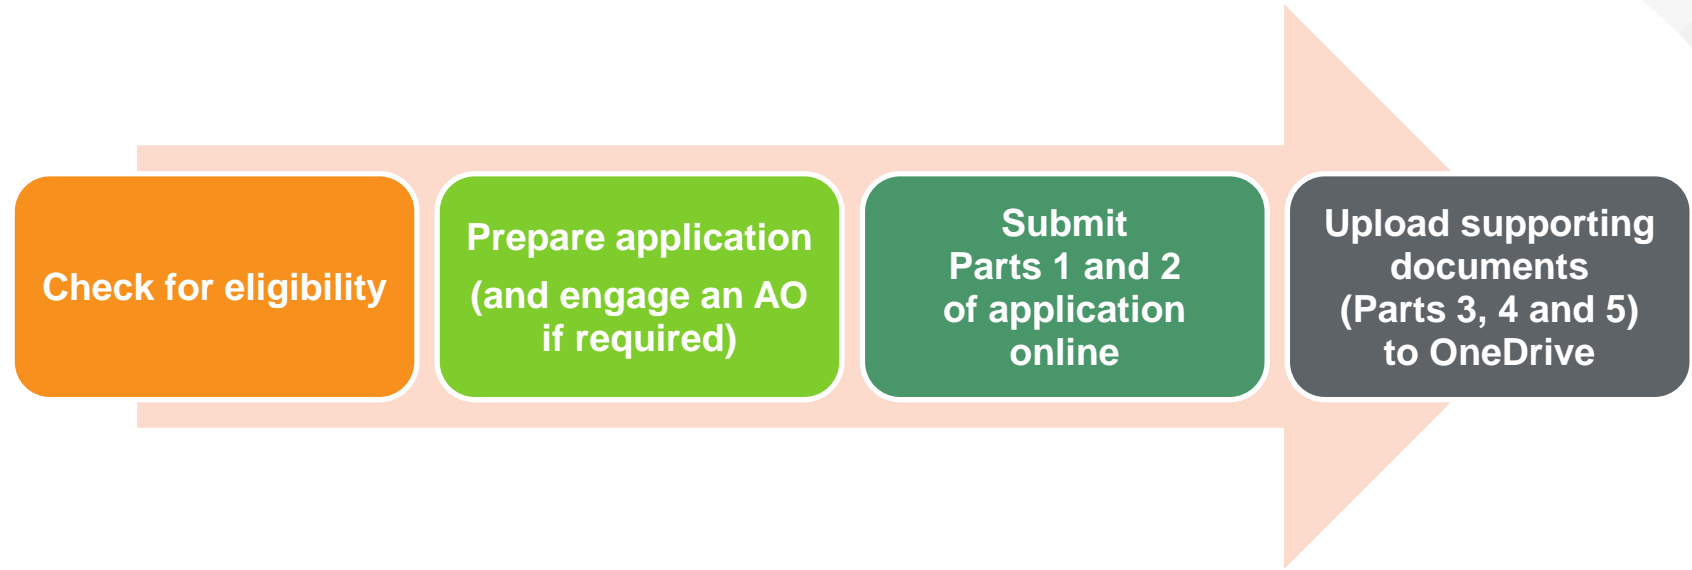 Check for eligibility
Prepare application
(and engage an AO
if required)
Submit
Parts 1 and 2
of application
online
Upload supporting
documents
(Parts 3, 4 and 5)
to OneDrive